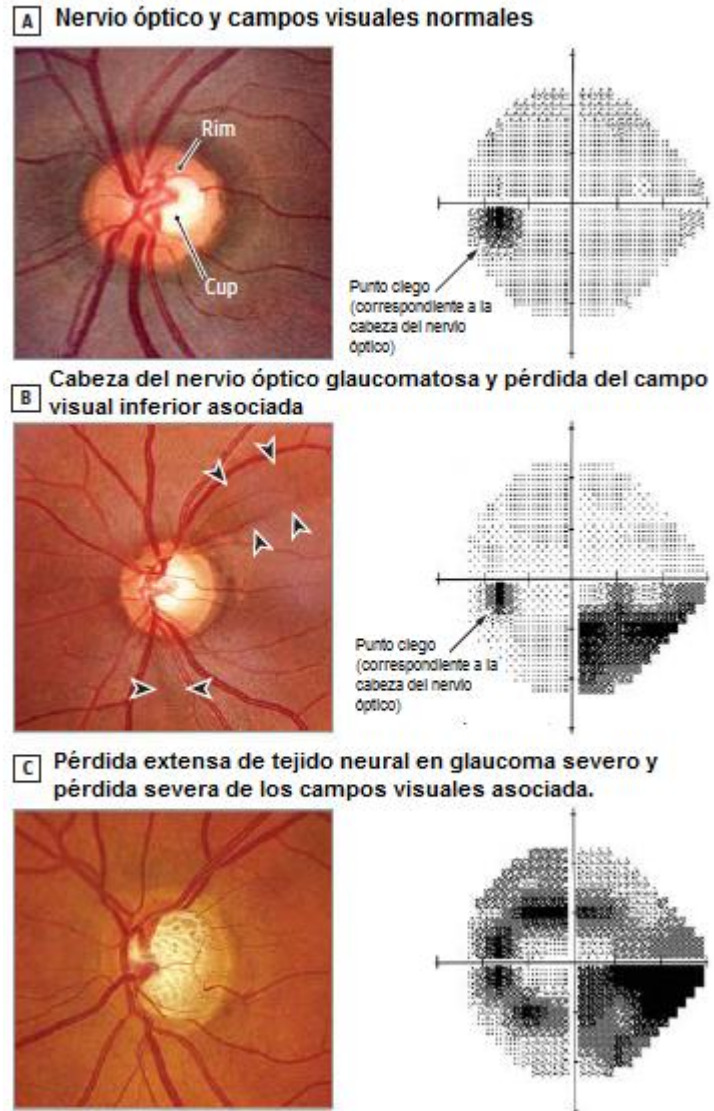 A Nervio óptico y campos visuales normales
Rim
Cup
Punto ciego
(correspondiente a la
cabeza del nervio
óptico)
B Cabeza del nervio óptico glaucomatosa y pérdida del campo
visual inferior asociada
Punto ciego
(correspondiente a la
cabeza del nervio
óptico)
C Pérdida extensa de tejido neural en glaucoma severo y
pérdida severa de los campos visuales asociada.